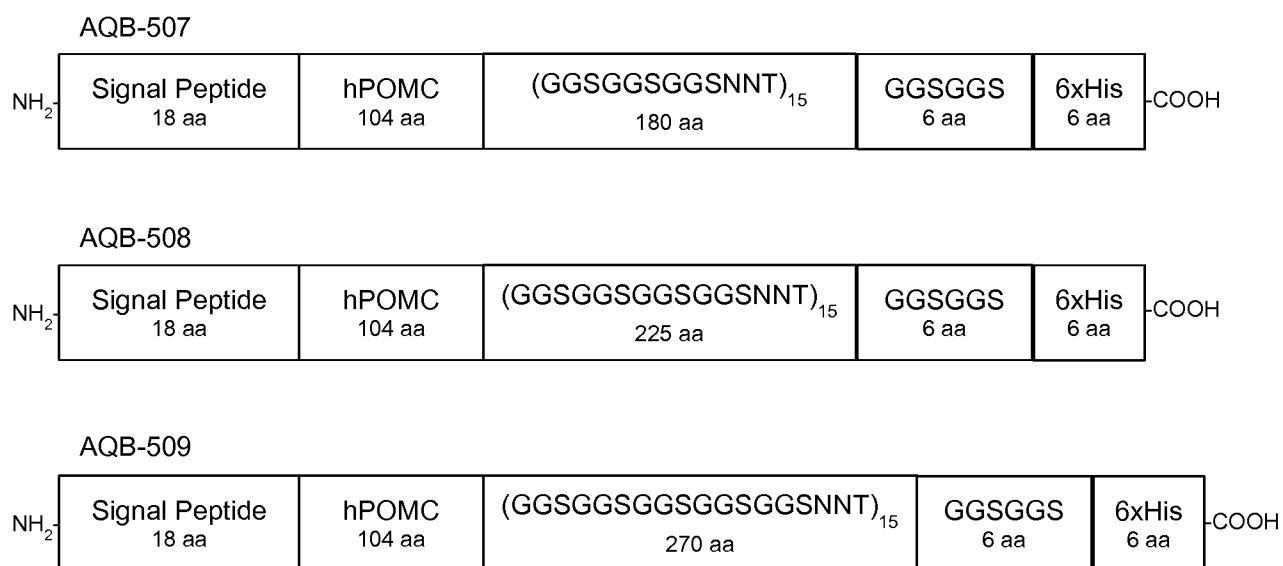 AQB-507
NH2 Signal Peptide hPOMC (GGSGGSGGSNNT)15 GGSGGS 6xHis COOH
18 aa 104 aa 180 aa 6 aa 6 aa
AQB-508
NH2 Signal Peptide hPOMC (GGSGGSGGSGGSNNT)15 GGSGGS 6xHis COOH
18 aa 104 aa 225 aa 6 aa 6 aa
AQB-509
NH2 Signal Peptide hPOMC (GGSGGSGGSGGSGGSNNT)15 GGSGGS 6xHis COOH
18 aa 104 aa 270 aa 6 aa 6 aa